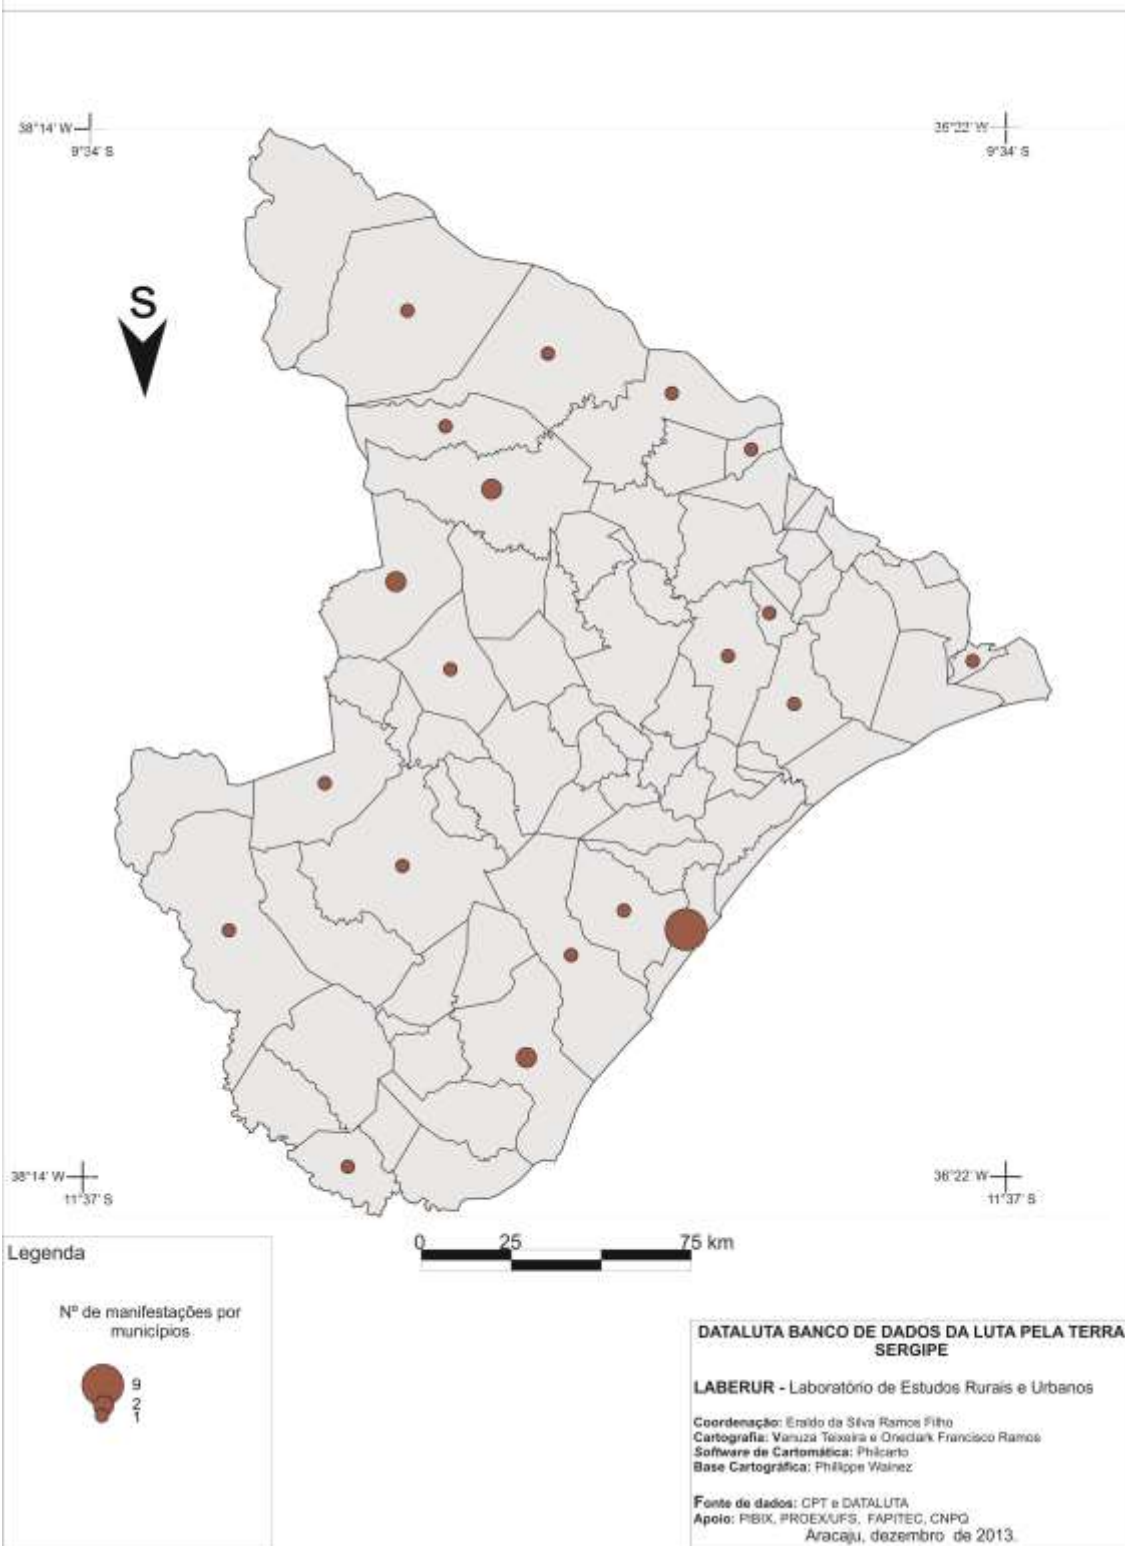 38°14' W
9°34' S
36°22' W
9°34' S
S
38°14' W
11°37' S
36°22' W
11°37' S
0 25 75 km
Legenda
Nº de manifestações por
municípios
9
2
1
DATALUTA BANCO DE DADOS DA LUTA PELA TERRA
SERGIPE
LABERUR - Laboratório de Estudos Rurais e Urbanos
Coordenação: Eraldo da Silva Ramos Filho
Cartografia: Vanuza Teixeira e Oneclark Francisco Ramos
Software de Cartomática: Philcarto
Base Cartográfica: Phillippe Wainez
Fonte de dados: CPT e DATALUTA
Apoio: PIBIX, PROEX/UFS, FAPITEC, CNPQ
Aracaju, dezembro de 2013.